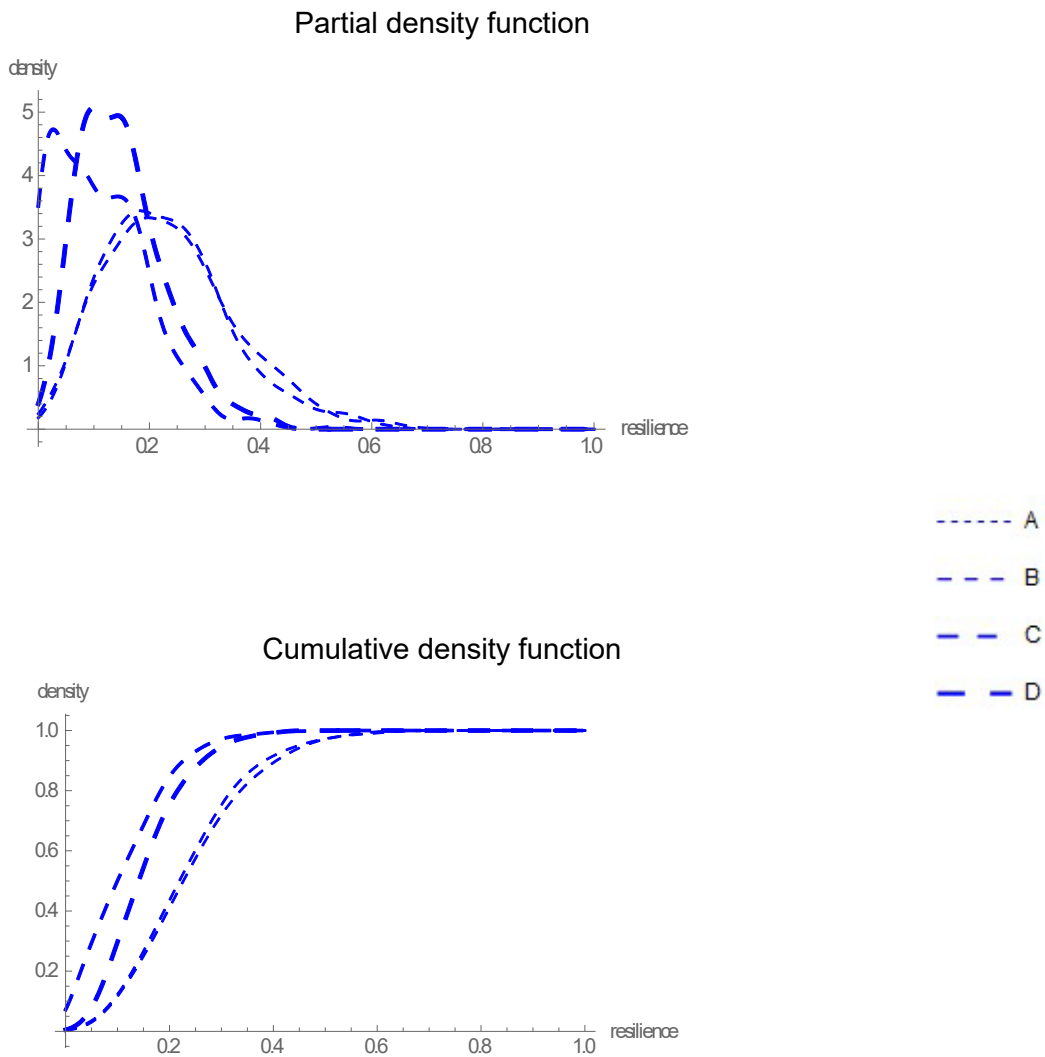 Partial density function
density
5
4
3
2
1
0.2 0.4 0.6 0.8 1.0 resilience
A
B
C
D
Cumulative density function
density
1.0
0.8
0.6
0.4
0.2
0.2 0.4 0.6 0.8 1.0 resilience